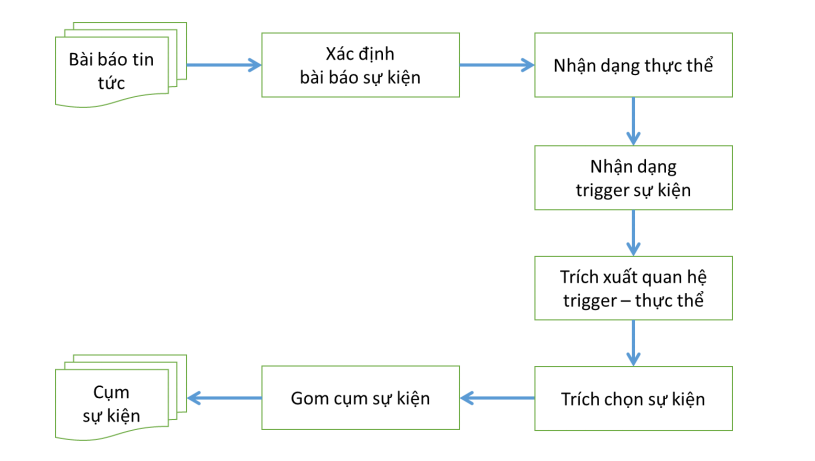 Bài báo tin
tức
Xác định
bài báo sự kiện
Nhận dạng thực thể
Nhận dạng
trigger sự kiện
Trích xuất quan hệ
trigger – thực thể
Trích chọn sự kiện
Gom cụm sự kiện
Cụm
sự kiện